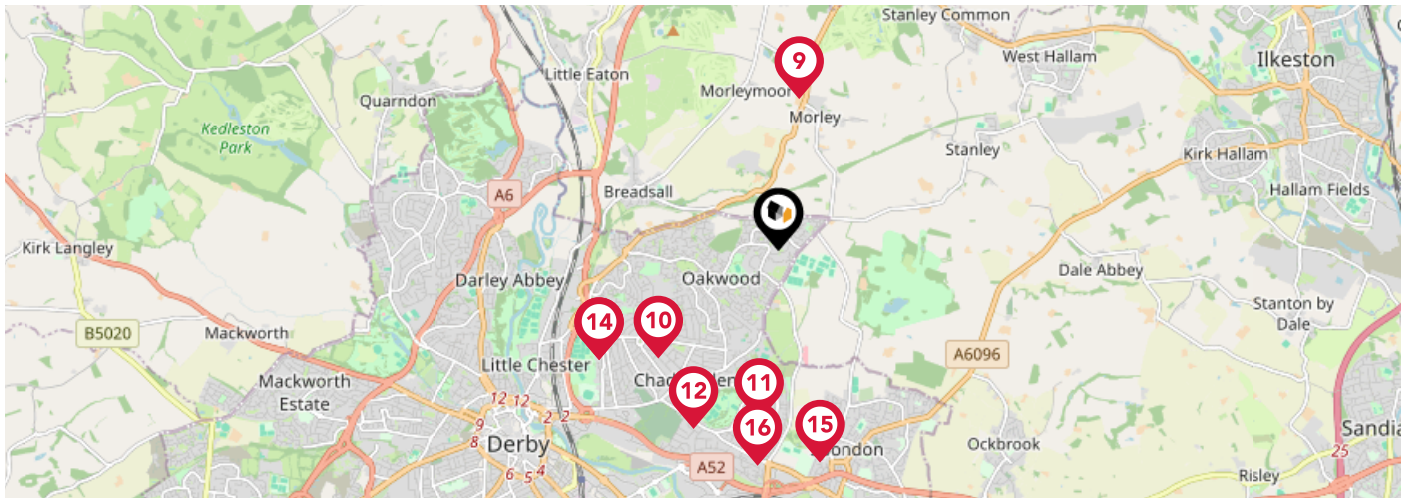 Stanley Common
West Hallam
Ilkeston
9
Little Eaton
Morleymoor
Quarndon
Morley
Kedleston
Park
Stanley
Kirk Hallam
Hallam Fields
A6
Breadsall
Kirk Langley
Oakwood
Darley Abbey
Dale Abbey
Stanton by
Dale
B5020
Mackworth
14
10
A6096
Little Chester
Mackworth
Estate
12
11
12
12
2
2
9
8
Derby
6
5
4
16
15
A52
Ockbrook
25
Risley